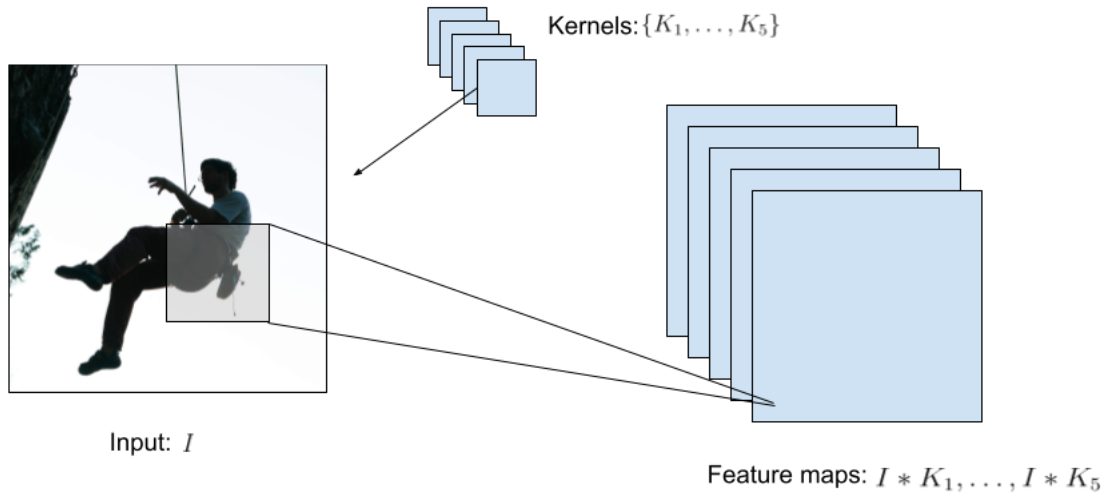 Kernels: {K₁, . . . , K₅}
Input: I
Feature maps: I ∗ K₁, . . . , I ∗ K₅